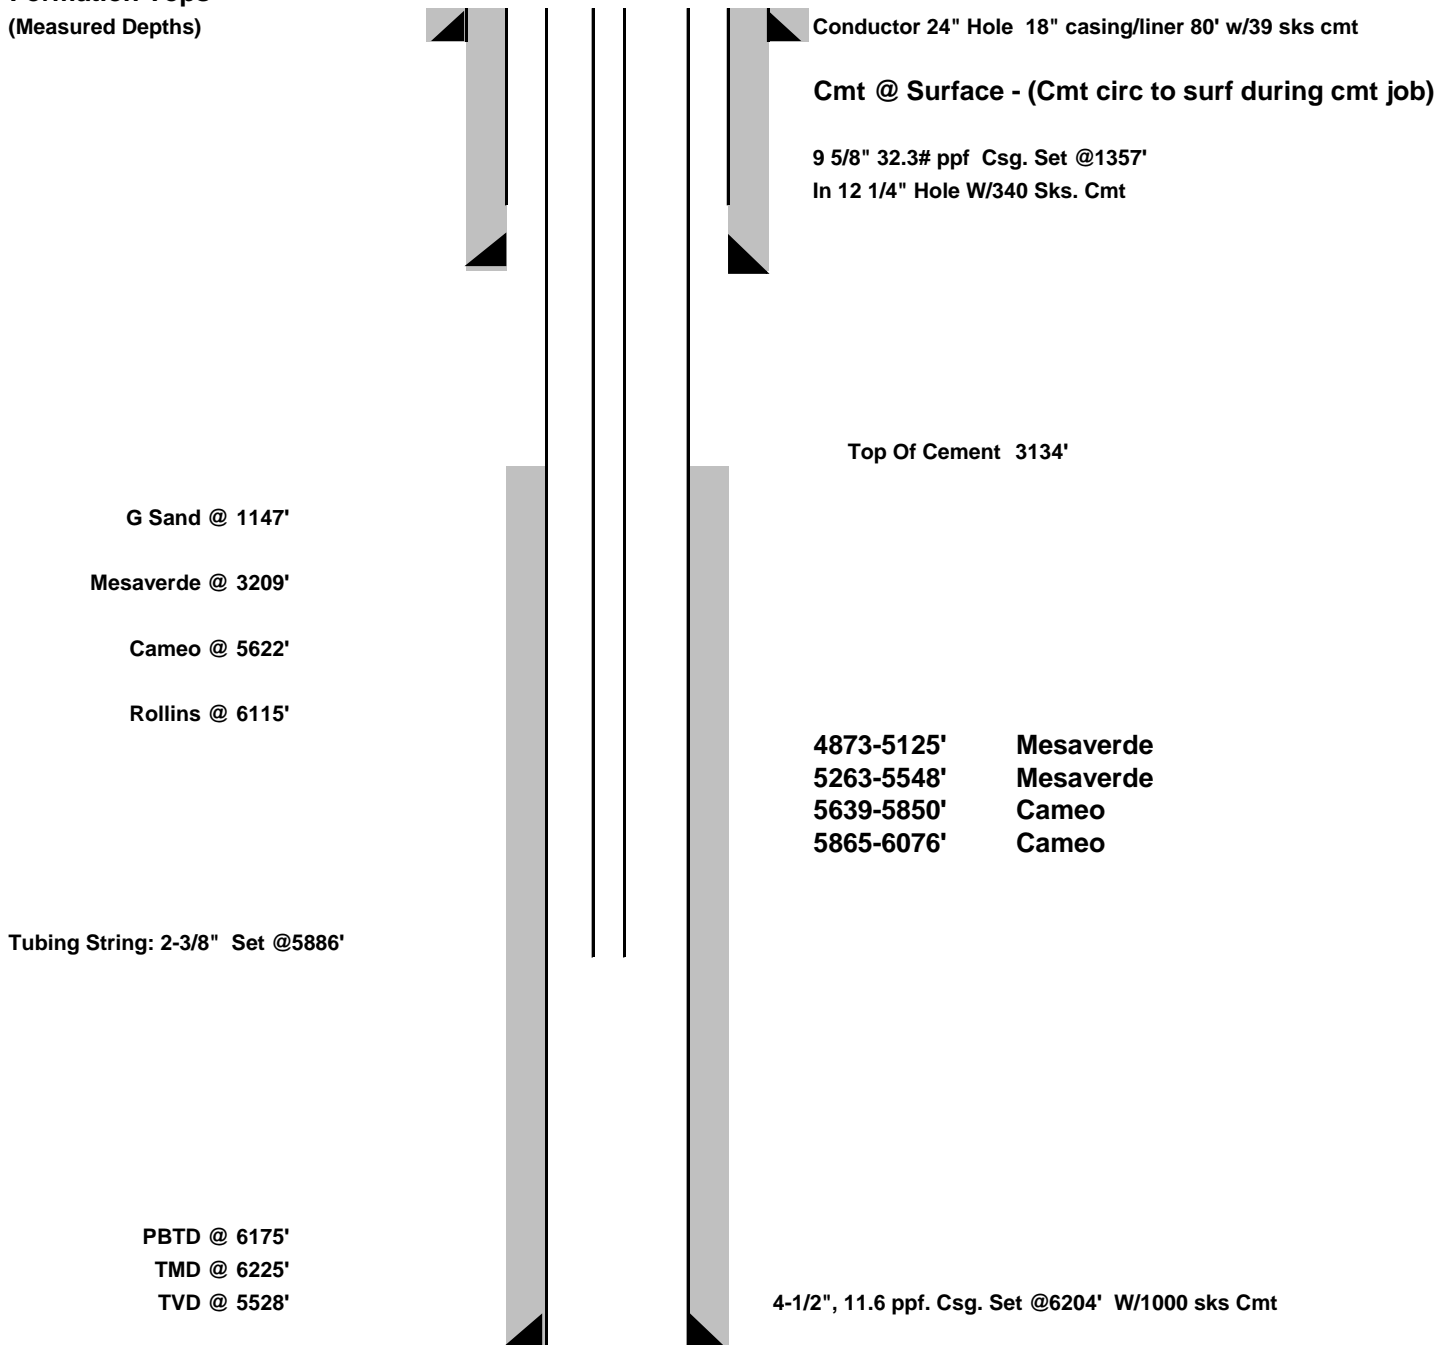 (Measured Depths)
Conductor 24" Hole 18" casing/liner 80' w/39 sks cmt
Cmt @ Surface - (Cmt circ to surf during cmt job)
9 5/8" 32.3# ppf Csg. Set @1357'
In 12 1/4" Hole W/340 Sks. Cmt
Top Of Cement 3134'
G Sand @ 1147'
Mesaverde @ 3209'
Cameo @ 5622'
Rollins @ 6115'
4873-5125' Mesaverde
5263-5548' Mesaverde
5639-5850' Cameo
5865-6076' Cameo
Tubing String: 2-3/8" Set @5886'
PBTD @ 6175'
TMD @ 6225'
TVD @ 5528'
4-1/2", 11.6 ppf. Csg. Set @6204' W/1000 sks Cmt